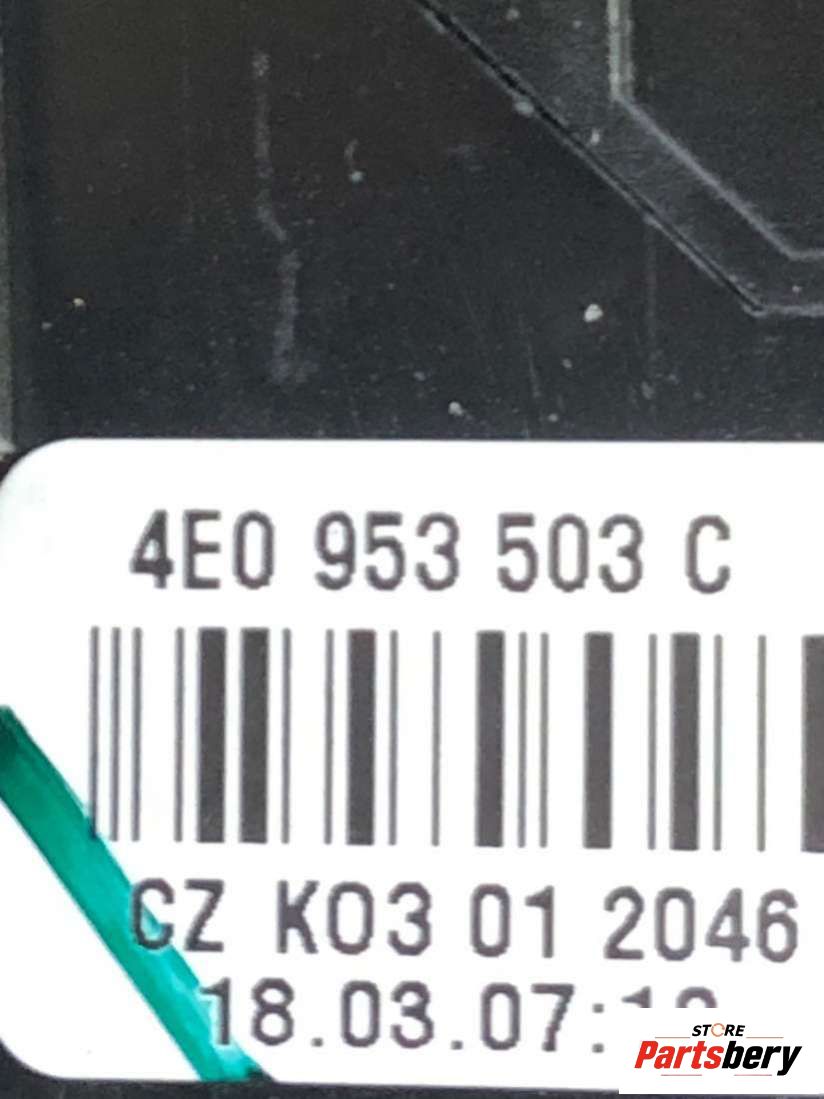 4E0 953 503 C
CZ K03 01 2046
18.03.07:
STORE
Partsbery